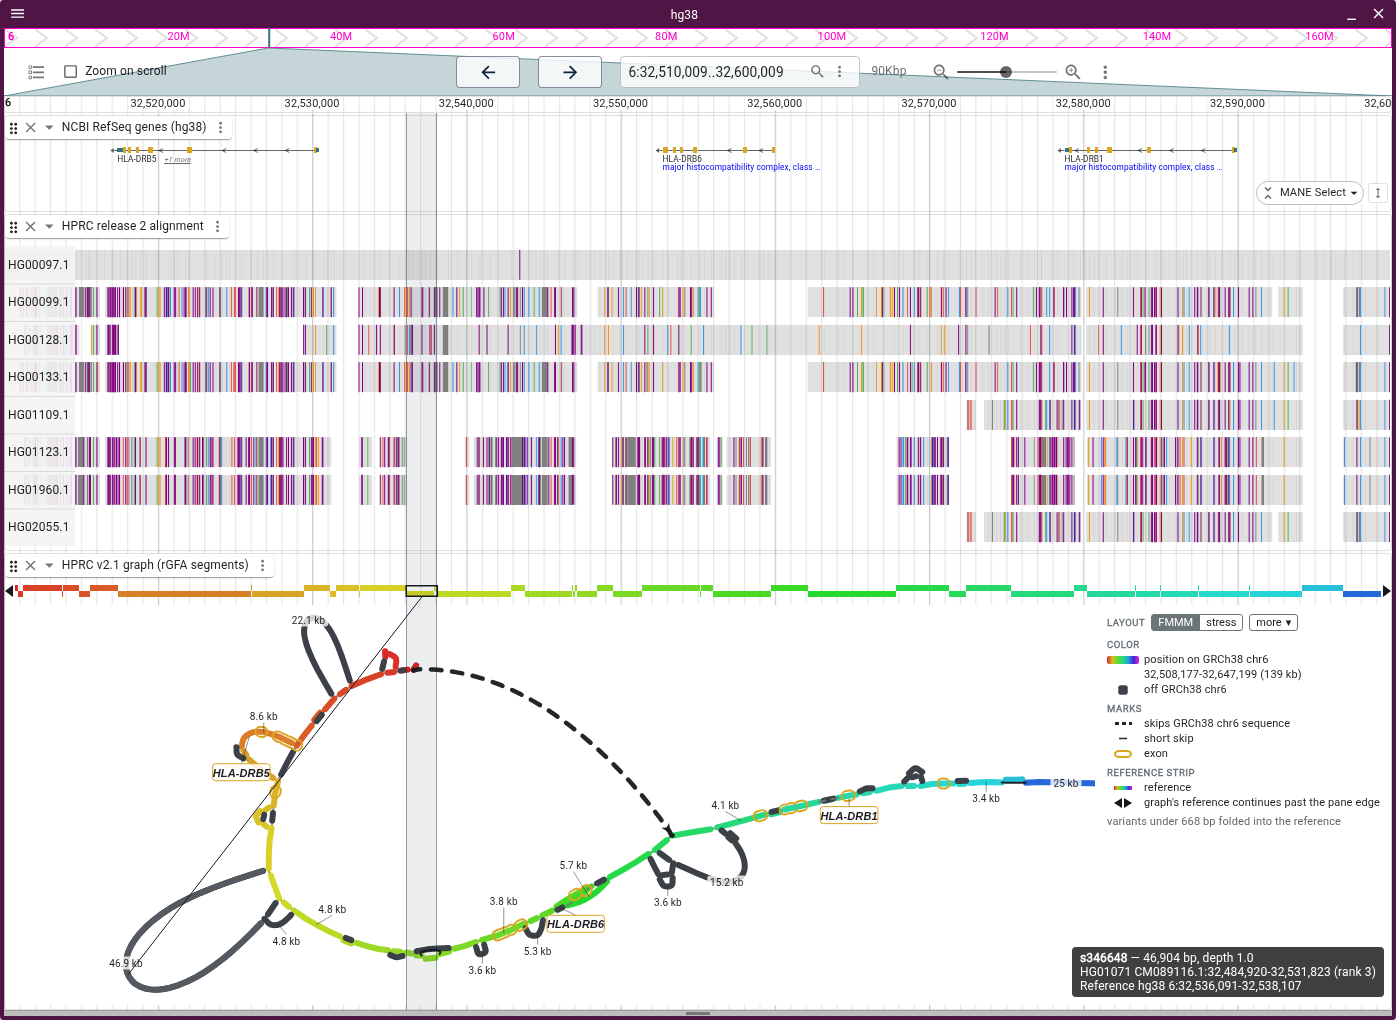 hg38
6 20M 40M 60M 80M 100M 120M 140M 160M
Zoom on scroll
6:32,510,009..32,600,009
90Kbp
6 32,520,000 32,530,000 32,540,000 32,550,000 32,560,000 32,570,000 32,580,000 32,590,000 32,60
NCBI RefSeq genes (hg38)
HLA-DRB5 +1 more
HLA-DRB6
major histocompatibility complex, class ...
HLA-DRB1
major histocompatibility complex, class ...
MANE Select
HPRC release 2 alignment
HG00097.1
HG00099.1
HG00128.1
HG00133.1
HG01109.1
HG01123.1
HG01960.1
HG02055.1
HPRC v2.1 graph (rGFA segments)
22.1 kb
8.6 kb
HLA-DRB5
46.9 kb
4.8 kb
4.8 kb
3.6 kb
3.8 kb
5.3 kb
5.7 kb
HLA-DRB6
3.6 kb
15.2 kb
4.1 kb
HLA-DRB1
3.4 kb
25 kb
LAYOUT FMMM stress more ▾
COLOR
position on GRCh38 chr6
32,508,177-32,647,199 (139 kb)
off GRCh38 chr6
MARKS
skips GRCh38 chr6 sequence
short skip
exon
REFERENCE STRIP
reference
graph's reference continues past the pane edge
variants under 668 bp folded into the reference
s346648 — 46,904 bp, depth 1.0
HG01071 CM089116.1:32,484,920-32,531,823 (rank 3)
Reference hg38 6:32,536,091-32,538,107